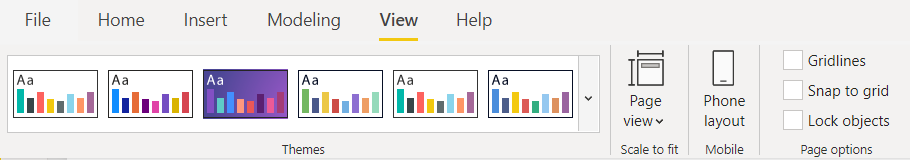 File Home Insert Modeling View Help
Aa Aa Aa Aa Aa Aa
Page view
Phone layout
Gridlines
Snap to grid
Lock objects
Themes Scale to fit Mobile Page options